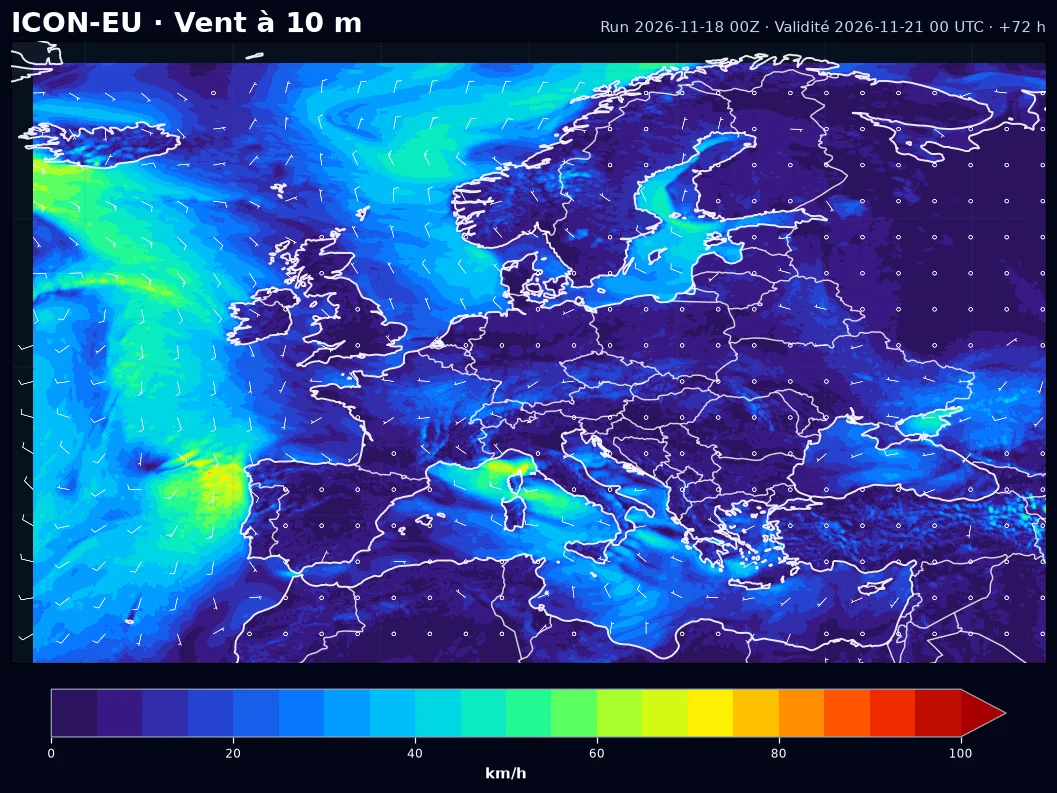 ICON-EU · Vent à 10 m
Run 2026-11-18 00Z · Validité 2026-11-21 00 UTC · +72 h
0 20 40 60 80 100
km/h